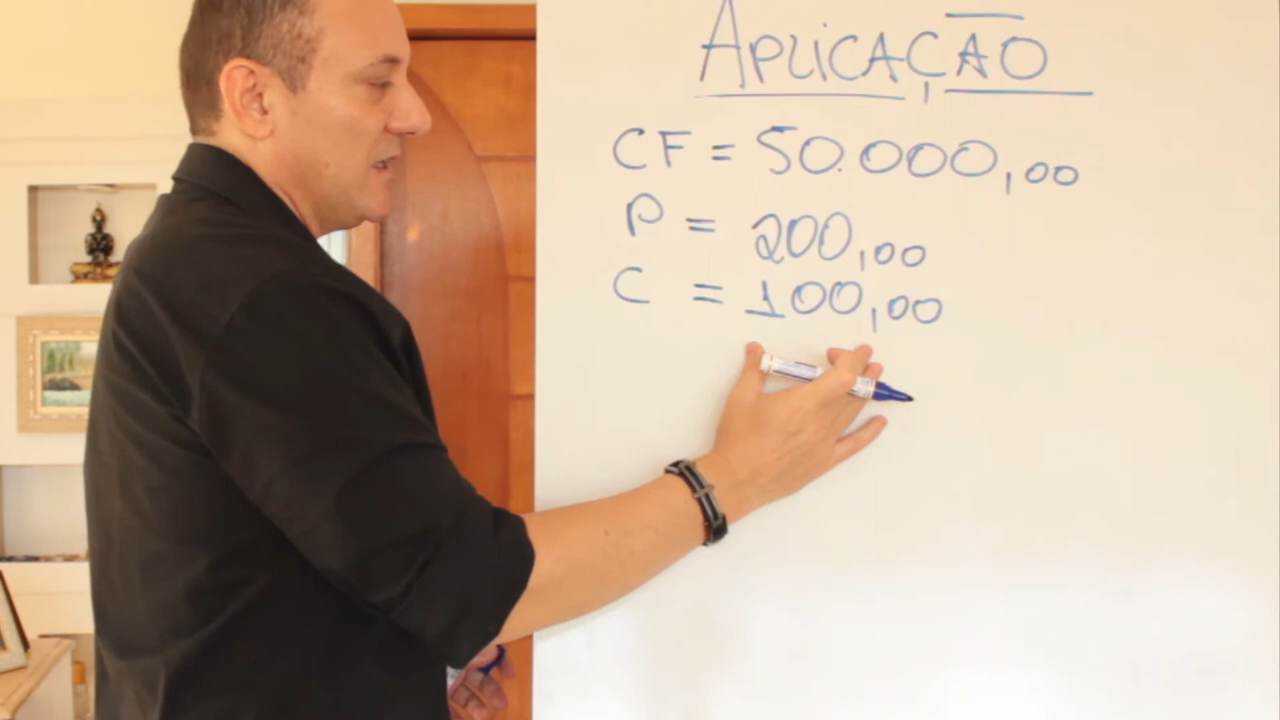 APLiCAÇÃO
CF = 50.000,00
P = 200,00
C = 100,00